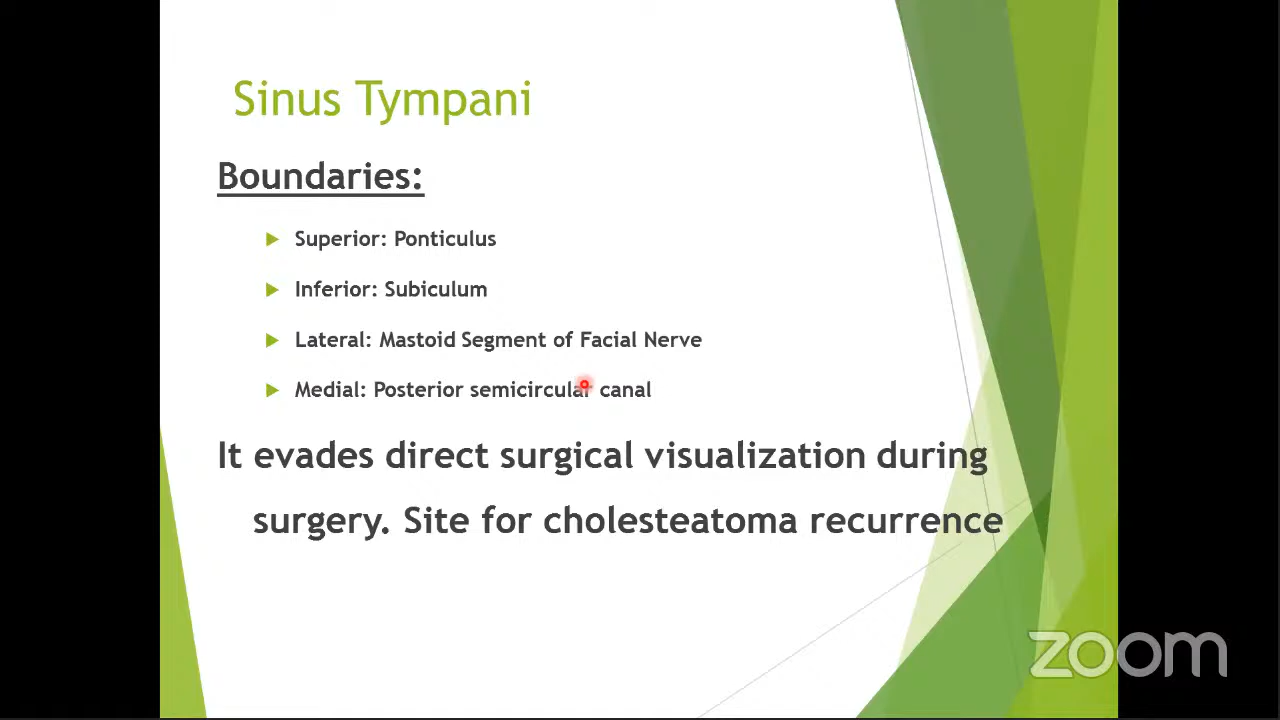 Sinus Tympani
Boundaries:
Superior: Ponticulus
Inferior: Subiculum
Lateral: Mastoid Segment of Facial Nerve
Medial: Posterior semicircular canal
It evades direct surgical visualization during
surgery. Site for cholesteatoma recurrence
zoom